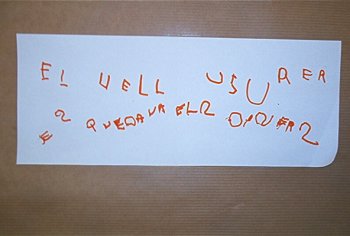 EL VELL USURER
ES QUEDAVA ELS DINERS